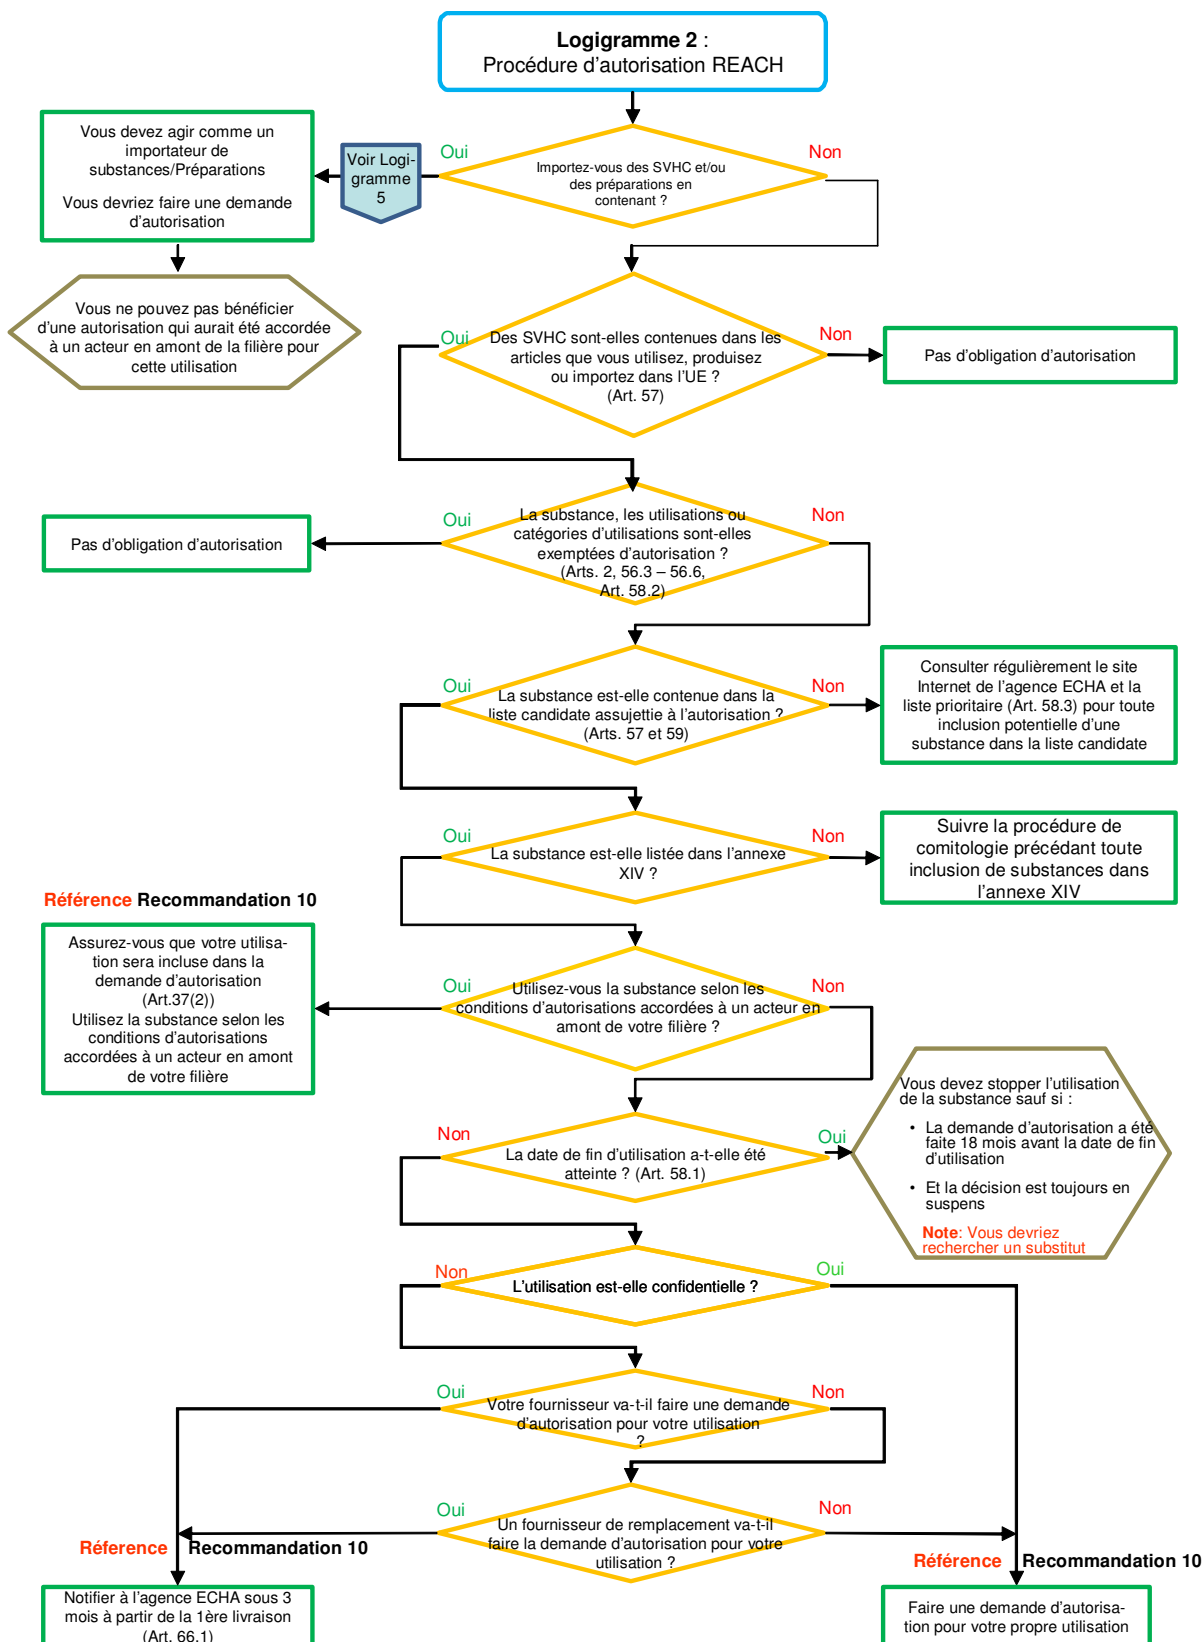 Logigramme 2 :
Procédure d'autorisation REACH
Vous devez agir comme un
importateur de
substances/Préparations
Vous devriez faire une demande
d'autorisation
Voir Logi-
gramme
5
Oui
Importez-vous des SVHC et/ou
des préparations en
contenant ?
Non
Vous ne pouvez pas bénéficier
d'une autorisation qui aurait été accordée
à un acteur en amont de la filière pour
cette utilisation
Oui
Des SVHC sont-elles contenues dans les
articles que vous utilisez, produisez
ou importez dans l'UE ?
(Art. 57)
Non
Pas d'obligation d'autorisation
Pas d'obligation d'autorisation
Oui
La substance, les utilisations ou
catégories d'utilisations sont-elles
exemptées d'autorisation ?
(Arts. 2, 56.3 – 56.6,
Art. 58.2)
Non
Oui
La substance est-elle contenue dans la
liste candidate assujettie à l'autorisation ?
(Arts. 57 et 59)
Non
Consulter régulièrement le site
Internet de l'agence ECHA et la
liste prioritaire (Art. 58.3) pour toute
inclusion potentielle d'une
substance dans la liste candidate
Oui
La substance est-elle listée dans l'annexe
XIV ?
Non
Suivre la procédure de
comitologie précédant toute
inclusion de substances dans
l'annexe XIV
Référence Recommandation 10
Assurez-vous que votre utilisa-
tion sera incluse dans la
demande d'autorisation
(Art.37(2))
Utilisez la substance selon les
conditions d'autorisations
accordées à un acteur en amont
de votre filière
Oui
Utilisez-vous la substance selon les
conditions d'autorisations accordées à un acteur en
amont de votre filière ?
Non
Non
La date de fin d'utilisation a-t-elle été
atteinte ? (Art. 58.1)
Oui
Vous devez stopper l'utilisation
de la substance sauf si :
• La demande d'autorisation a été
faite 18 mois avant la date de fin
d'utilisation
• Et la décision est toujours en
suspens
Note: Vous devriez
rechercher un substitut
Non
L'utilisation est-elle confidentielle ?
Oui
Oui
Votre fournisseur va-t-il faire une demande
d'autorisation pour votre utilisation
?
Non
Oui
Un fournisseur de remplacement va-t-il
faire la demande d'autorisation pour votre
utilisation ?
Non
Réference Recommandation 10
Référence Recommandation 10
Notifier à l'agence ECHA sous 3
mois à partir de la 1ère livraison
(Art. 66.1)
Faire une demande d'autorisa-
tion pour votre propre utilisation